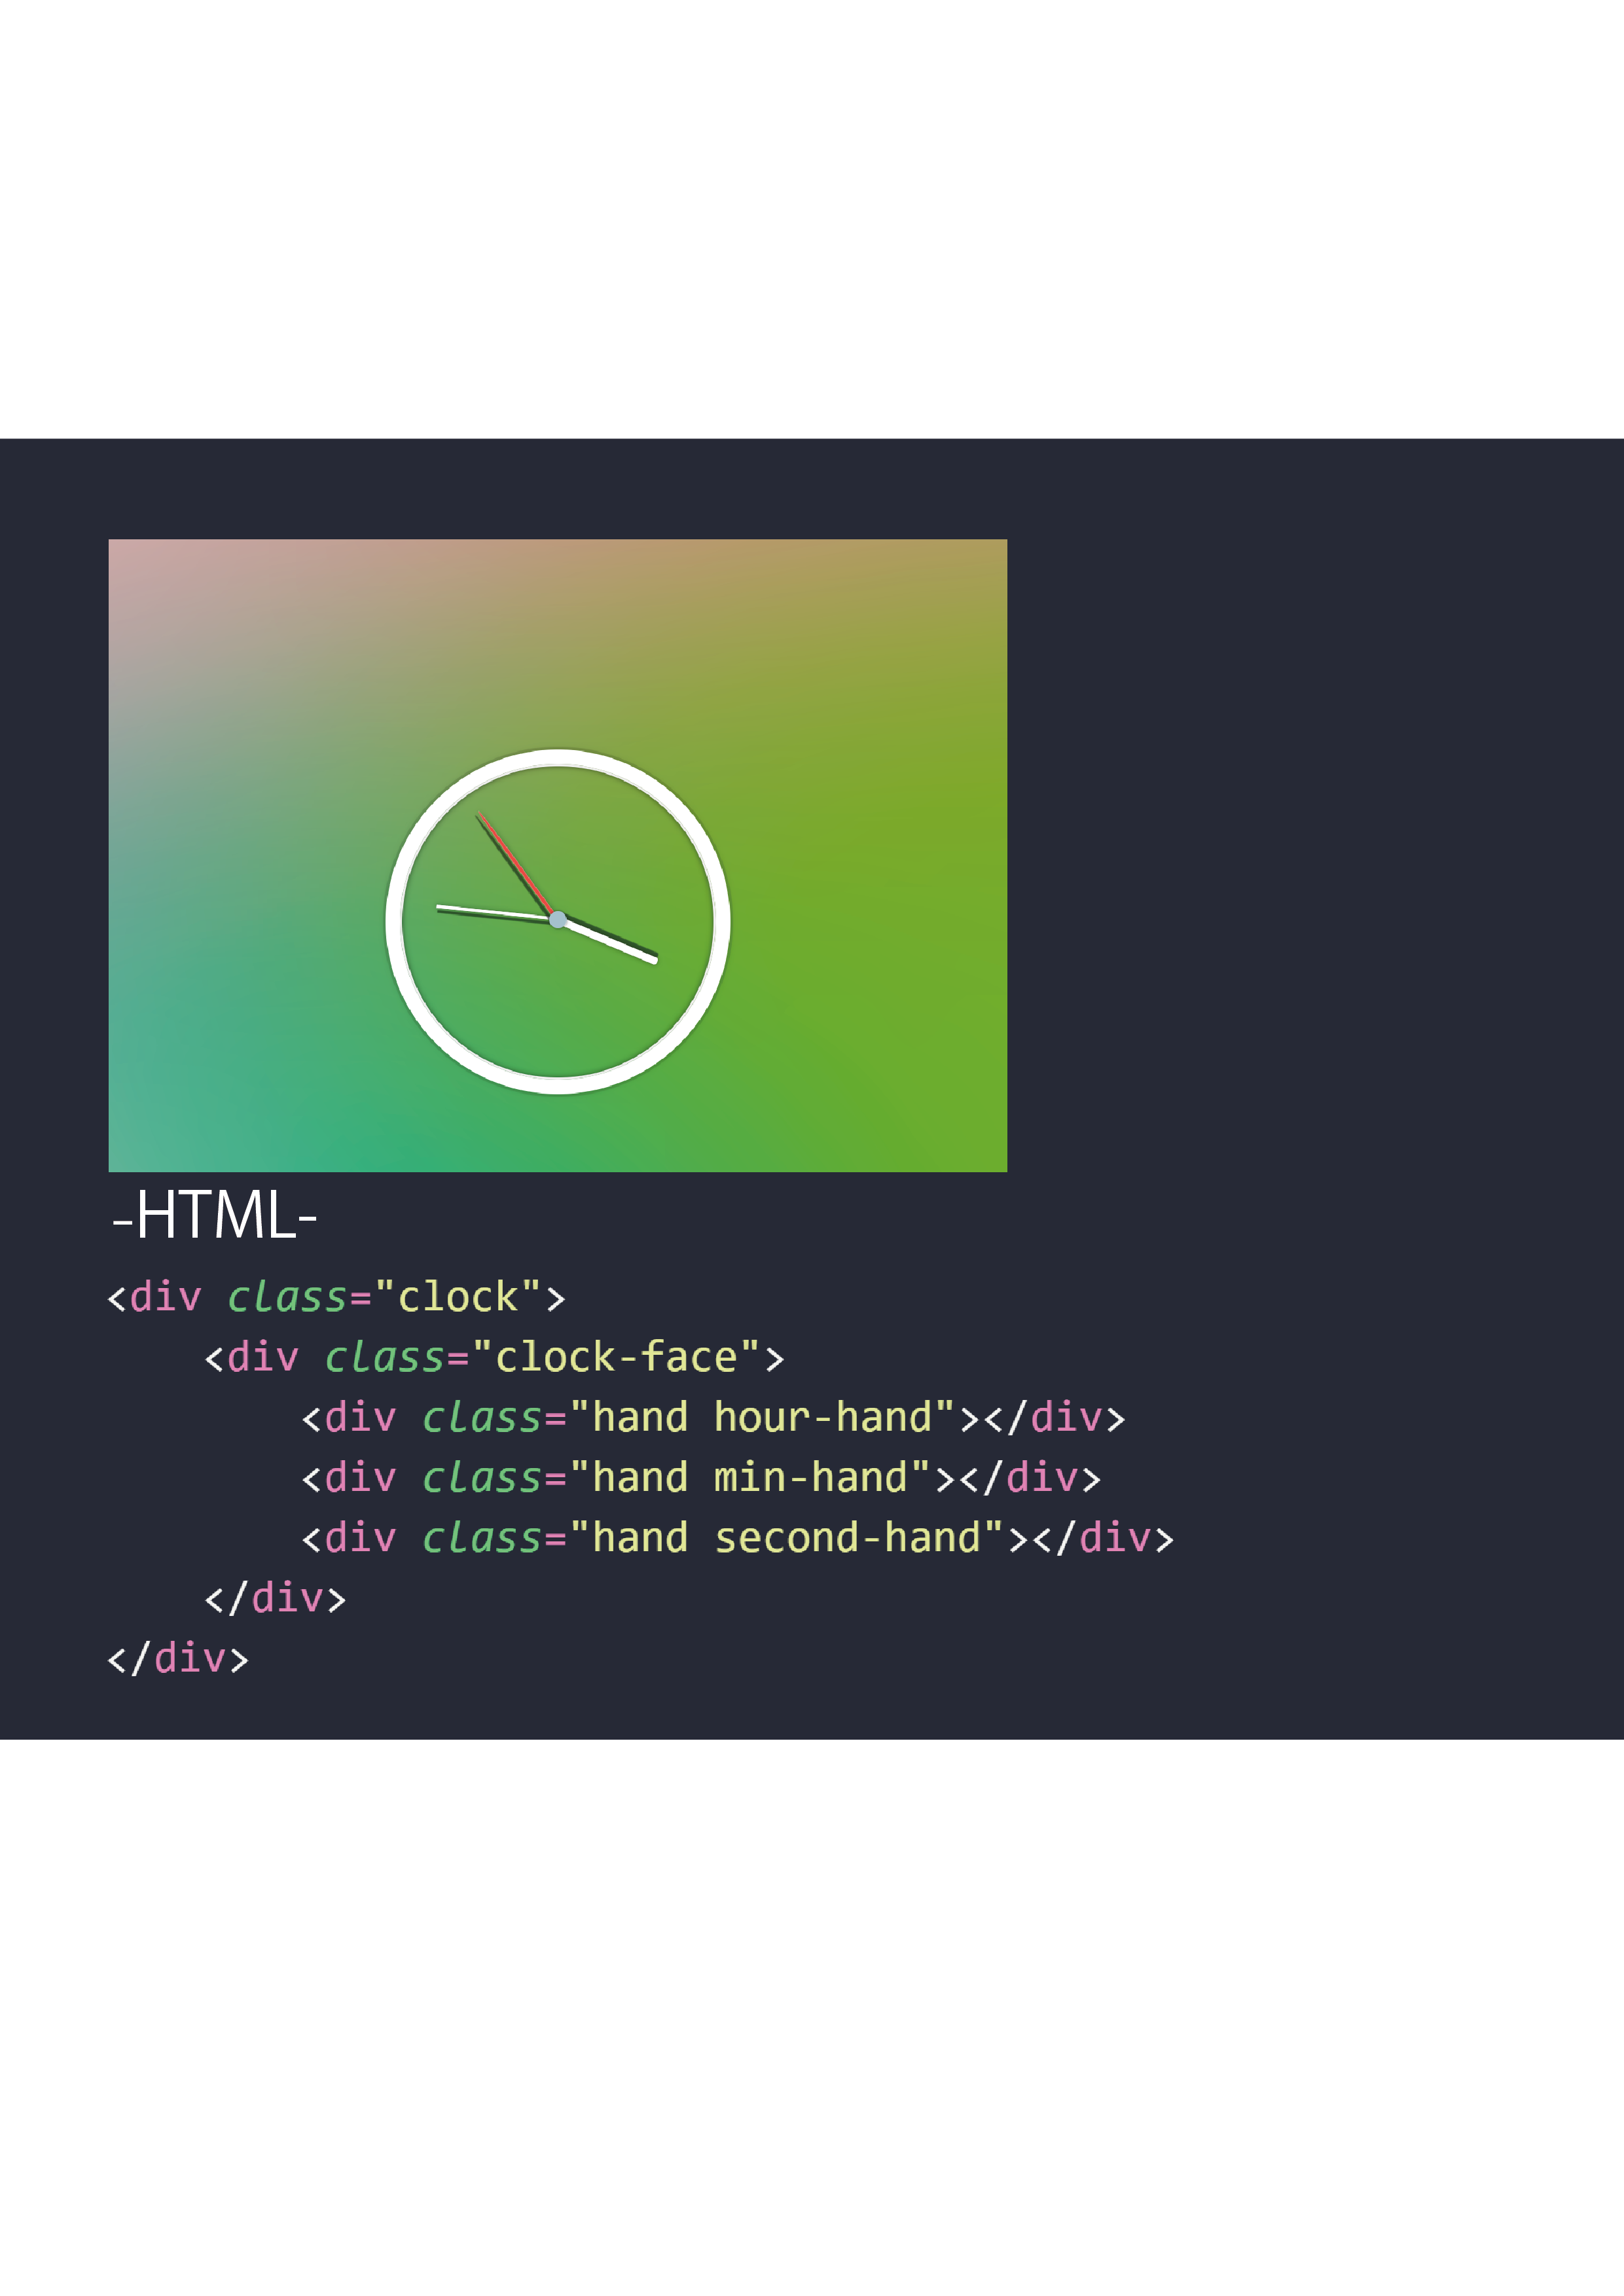 -HTML-
<div class="clock">
    <div class="clock-face">
        <div class="hand hour-hand"></div>
        <div class="hand min-hand"></div>
        <div class="hand second-hand"></div>
    </div>
</div>